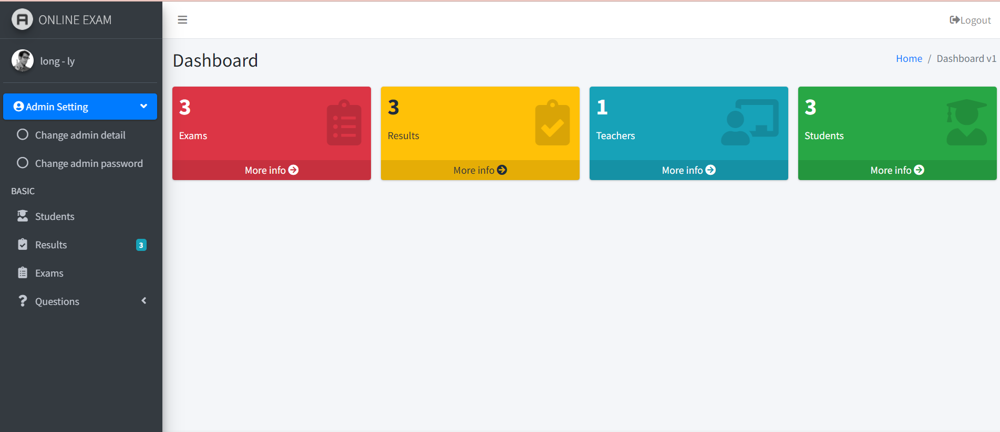 ONLINE EXAM
Logout
long - ly
Dashboard
Home / Dashboard v1
Admin Setting
Change admin detail
Change admin password
BASIC
Students
Results 3
Exams
Questions
3
Exams
More info
3
Results
More info
1
Teachers
More info
3
Students
More info